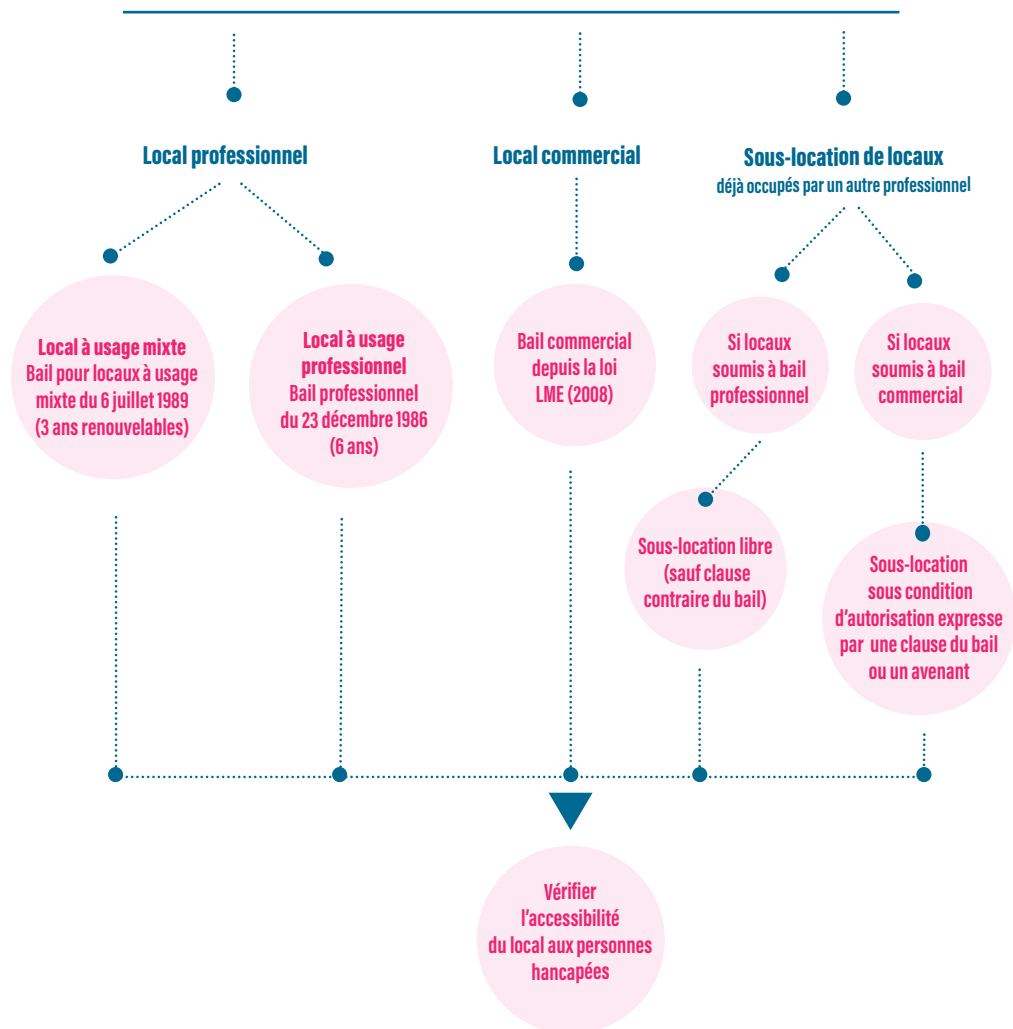 Local professionnel
Local commercial
Sous-location de locaux
déjà occupés par un autre professionnel
Local à usage mixte
Bail pour locaux à usage
mixte du 6 juillet 1989
(3 ans renouvelables)
Local à usage
professionnel
Bail professionnel
du 23 décembre 1986
(6 ans)
Bail commercial
depuis la loi
LME (2008)
Si locaux
soumis à bail
professionnel
Si locaux
soumis à bail
commercial
Sous-location libre
(sauf clause
contraire du bail)
Sous-location
sous condition
d'autorisation expresse
par une clause du bail
ou un avenant
Vérifier
l'accessibilité
du local aux personnes
hancapées